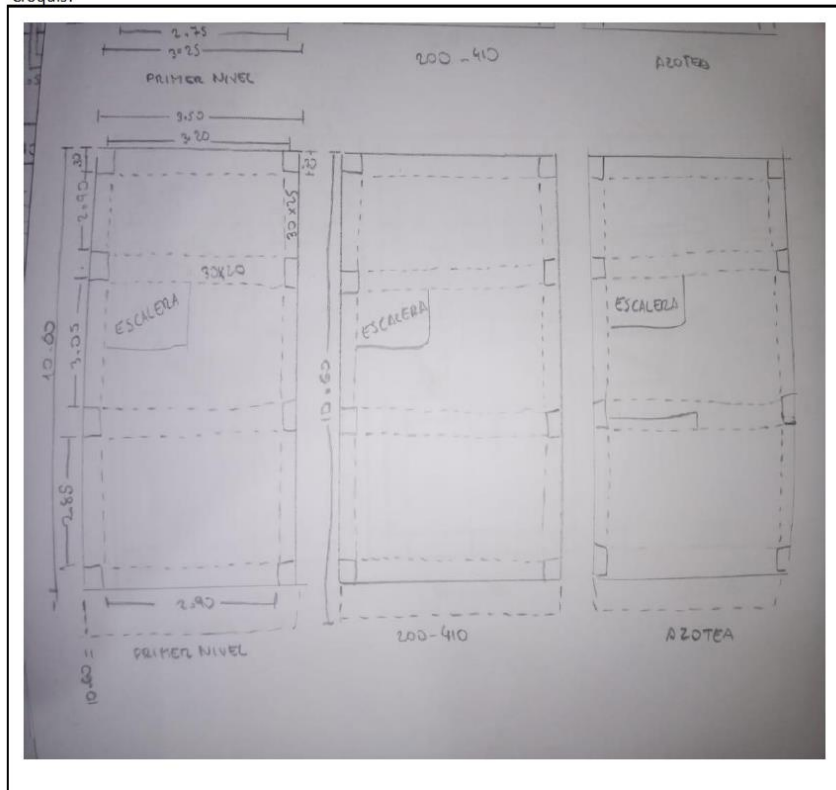 Croquis:
2.75
3.25
PRIMER NIVEL
200-410
AZOTEA
3.50
3.20
.30
2.90
30x25
30x20
ESCALERA
3.05
10.60
2.85
2.90
10.60 =
PRIMER NIVEL
10.60
ESCALERA
200-410
ESCALERA
AZOTEA